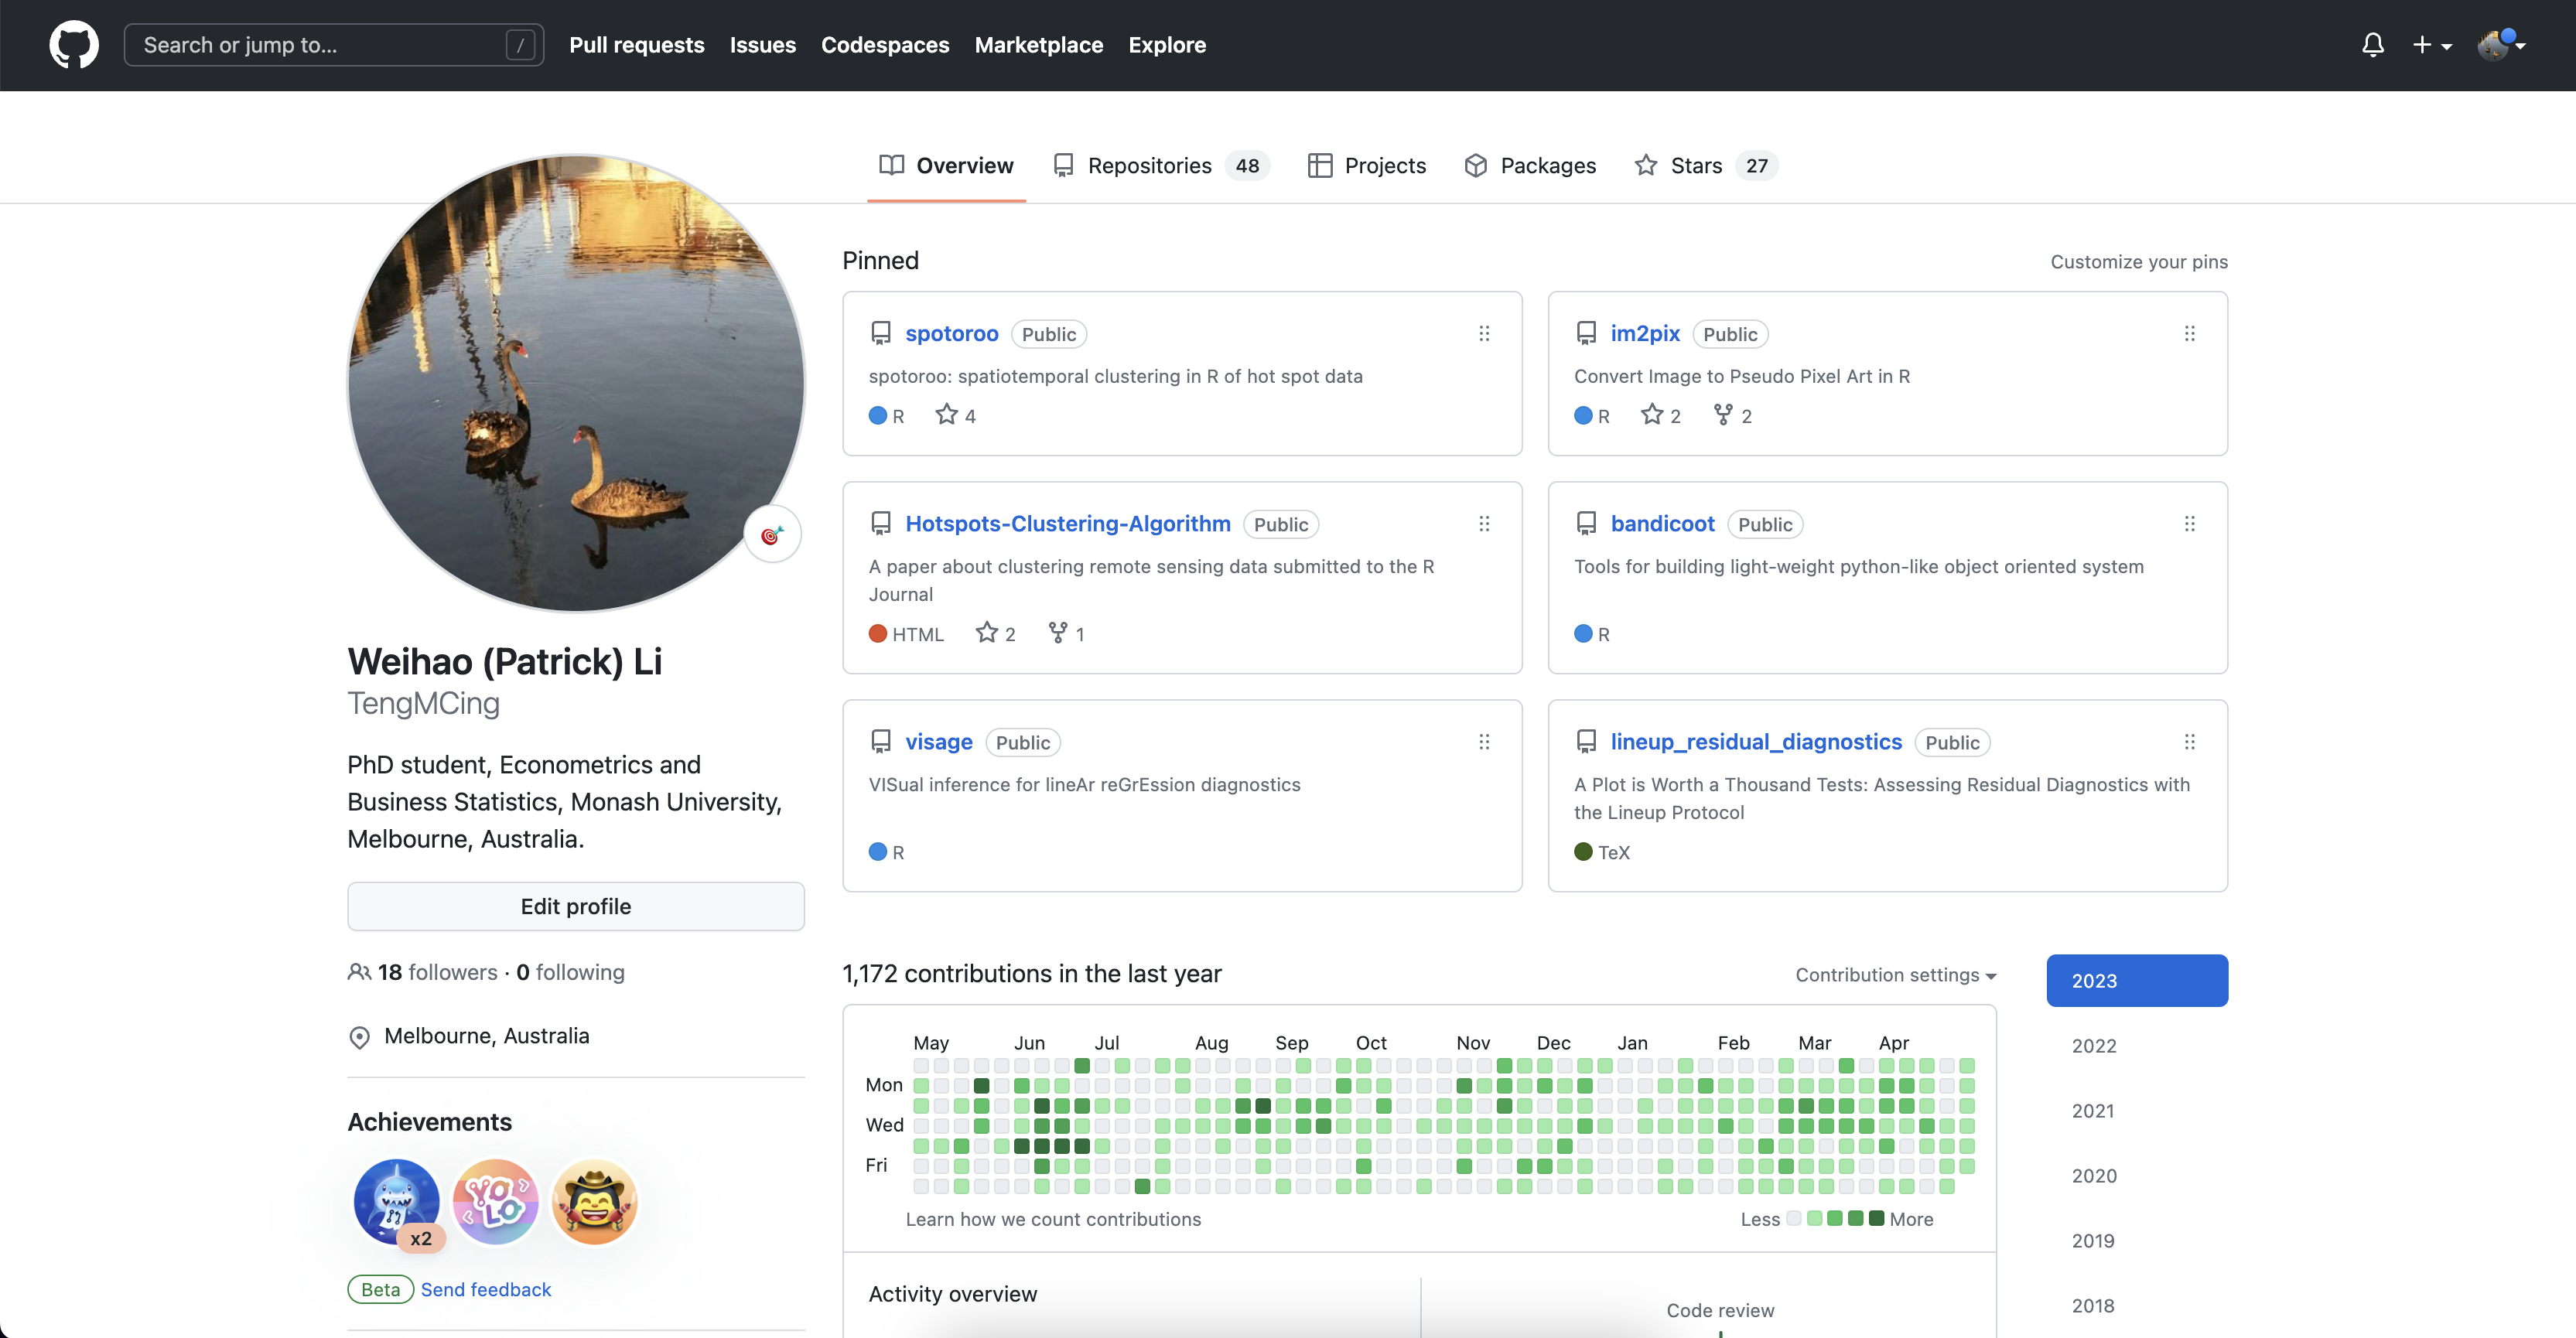 Search or jump to...
/
Pull requests
Issues
Codespaces
Marketplace
Explore
Overview
Repositories 48
Projects
Packages
Stars 27
Weihao (Patrick) Li
TengMCing
PhD student, Econometrics and
Business Statistics, Monash University,
Melbourne, Australia.
Edit profile
18 followers · 0 following
Melbourne, Australia
Achievements
x2
YOLO
Beta Send feedback
Pinned
Customize your pins
spotoroo Public
spotoroo: spatiotemporal clustering in R of hot spot data
R 4
im2pix Public
Convert Image to Pseudo Pixel Art in R
R 2 2
Hotspots-Clustering-Algorithm Public
A paper about clustering remote sensing data submitted to the R
Journal
HTML 2 1
bandicoot Public
Tools for building light-weight python-like object oriented system
R
visage Public
VISual inference for lineAr reGrEssion diagnostics
R
lineup_residual_diagnostics Public
A Plot is Worth a Thousand Tests: Assessing Residual Diagnostics with
the Lineup Protocol
TeX
1,172 contributions in the last year
Contribution settings
May Jun Jul Aug Sep Oct Nov Dec Jan Feb Mar Apr
Mon
Wed
Fri
Learn how we count contributions
Less More
Activity overview
Code review
2023
2022
2021
2020
2019
2018